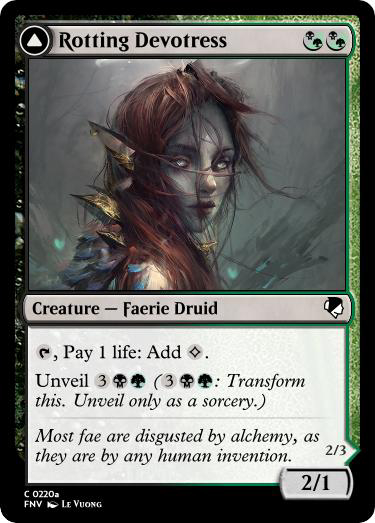 Rotting Devotress
Creature — Faerie Druid
, Pay 1 life: Add .
Unveil 3 (3: Transform
this. Unveil only as a sorcery.)
Most fae are disgusted by alchemy, as
they are by any human invention.
2/3
2/1
C 0220a
FNV Le Vuong